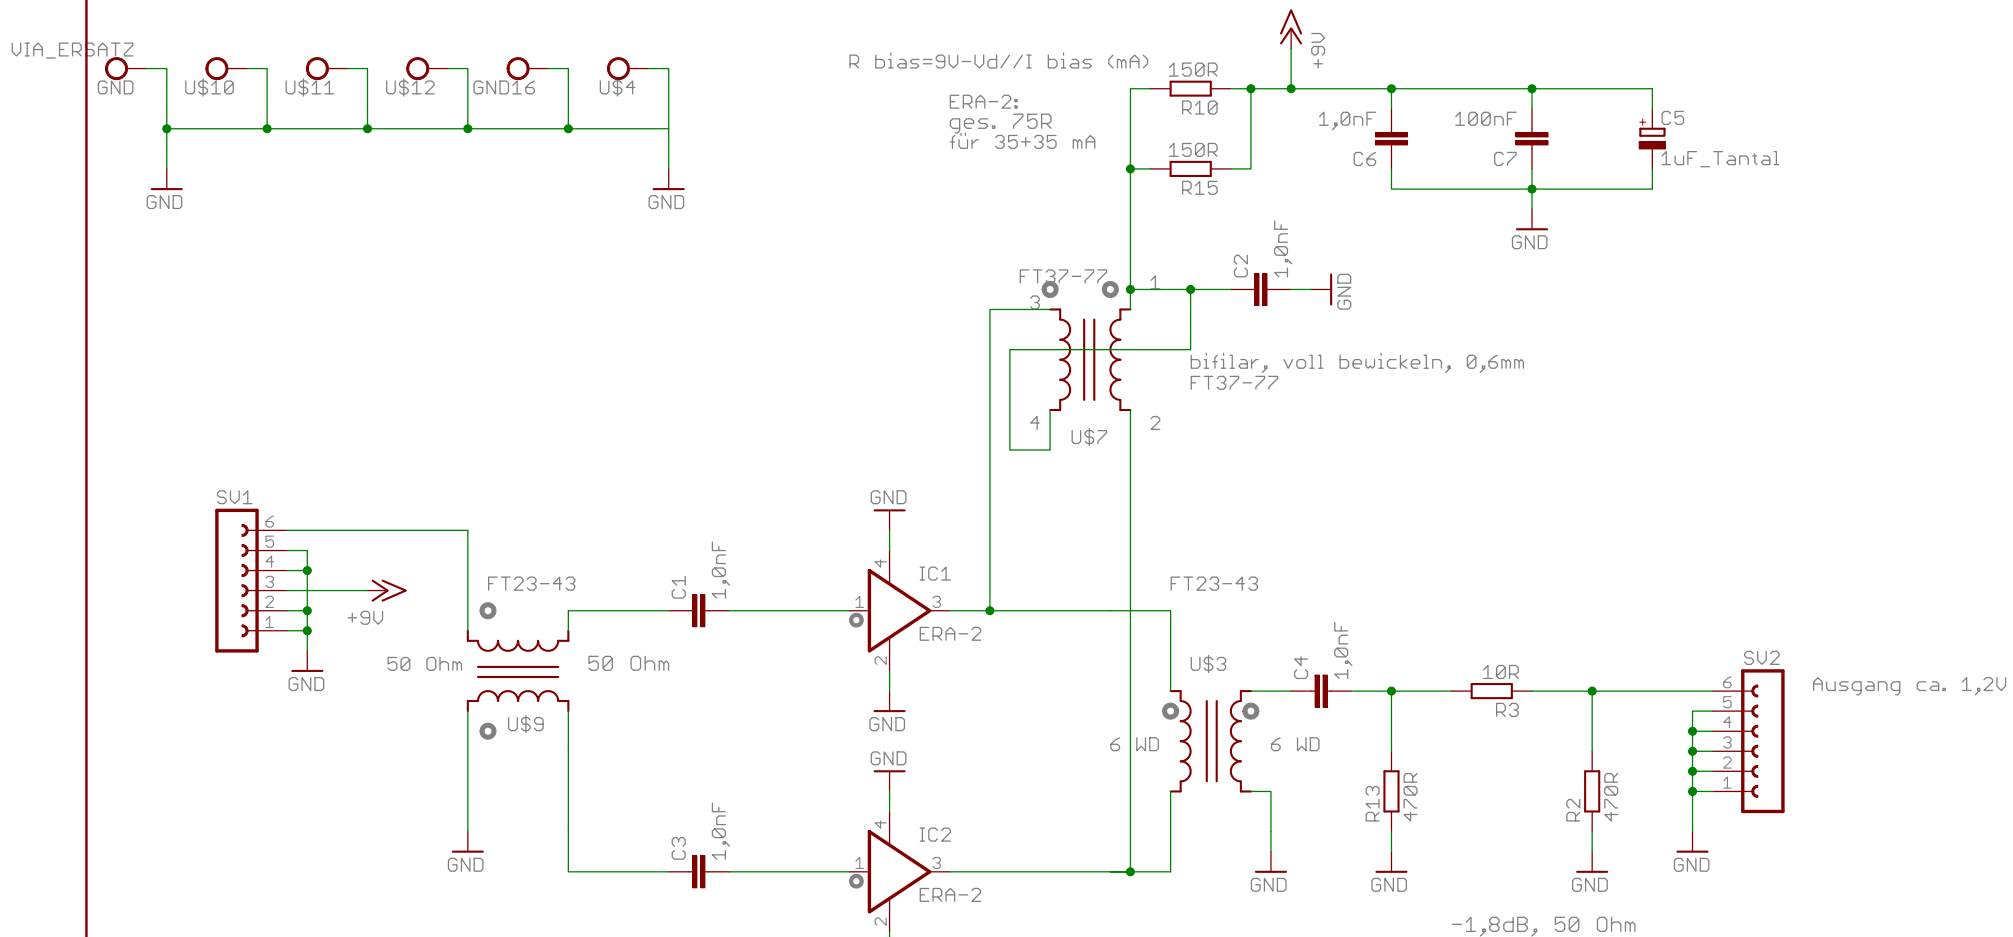 VIA_ERSATZ
GND
U$10
U$11
U$12
GND16
U$4
GND
GND
R bias=9V-Vd//I bias (mA)
ERA-2:
ges. 75R
für 35+35 mA
150R
R10
150R
R15
+9V
1,0nF
C6
100nF
C7
+
C5
1uF_Tantal
GND
FT37-77
3
1
4
2
U$7
C2
1,0nF
GND
bifilar, voll bewickeln, 0,6mm
FT37-77
SV1
6
5
4
3
2
1
+9V
GND
FT23-43
50 Ohm
50 Ohm
U$9
GND
C1
1,0nF
C3
1,0nF
GND
4
IC1
1
3
ERA-2
2
GND
GND
4
IC2
1
3
ERA-2
2
FT23-43
U$3
6 WD
6 WD
GND
C4
1,0nF
R13
470R
GND
10R
R3
R2
470R
GND
-1,8dB, 50 Ohm
SV2
6
5
4
3
2
1
GND
Ausgang ca. 1,2V